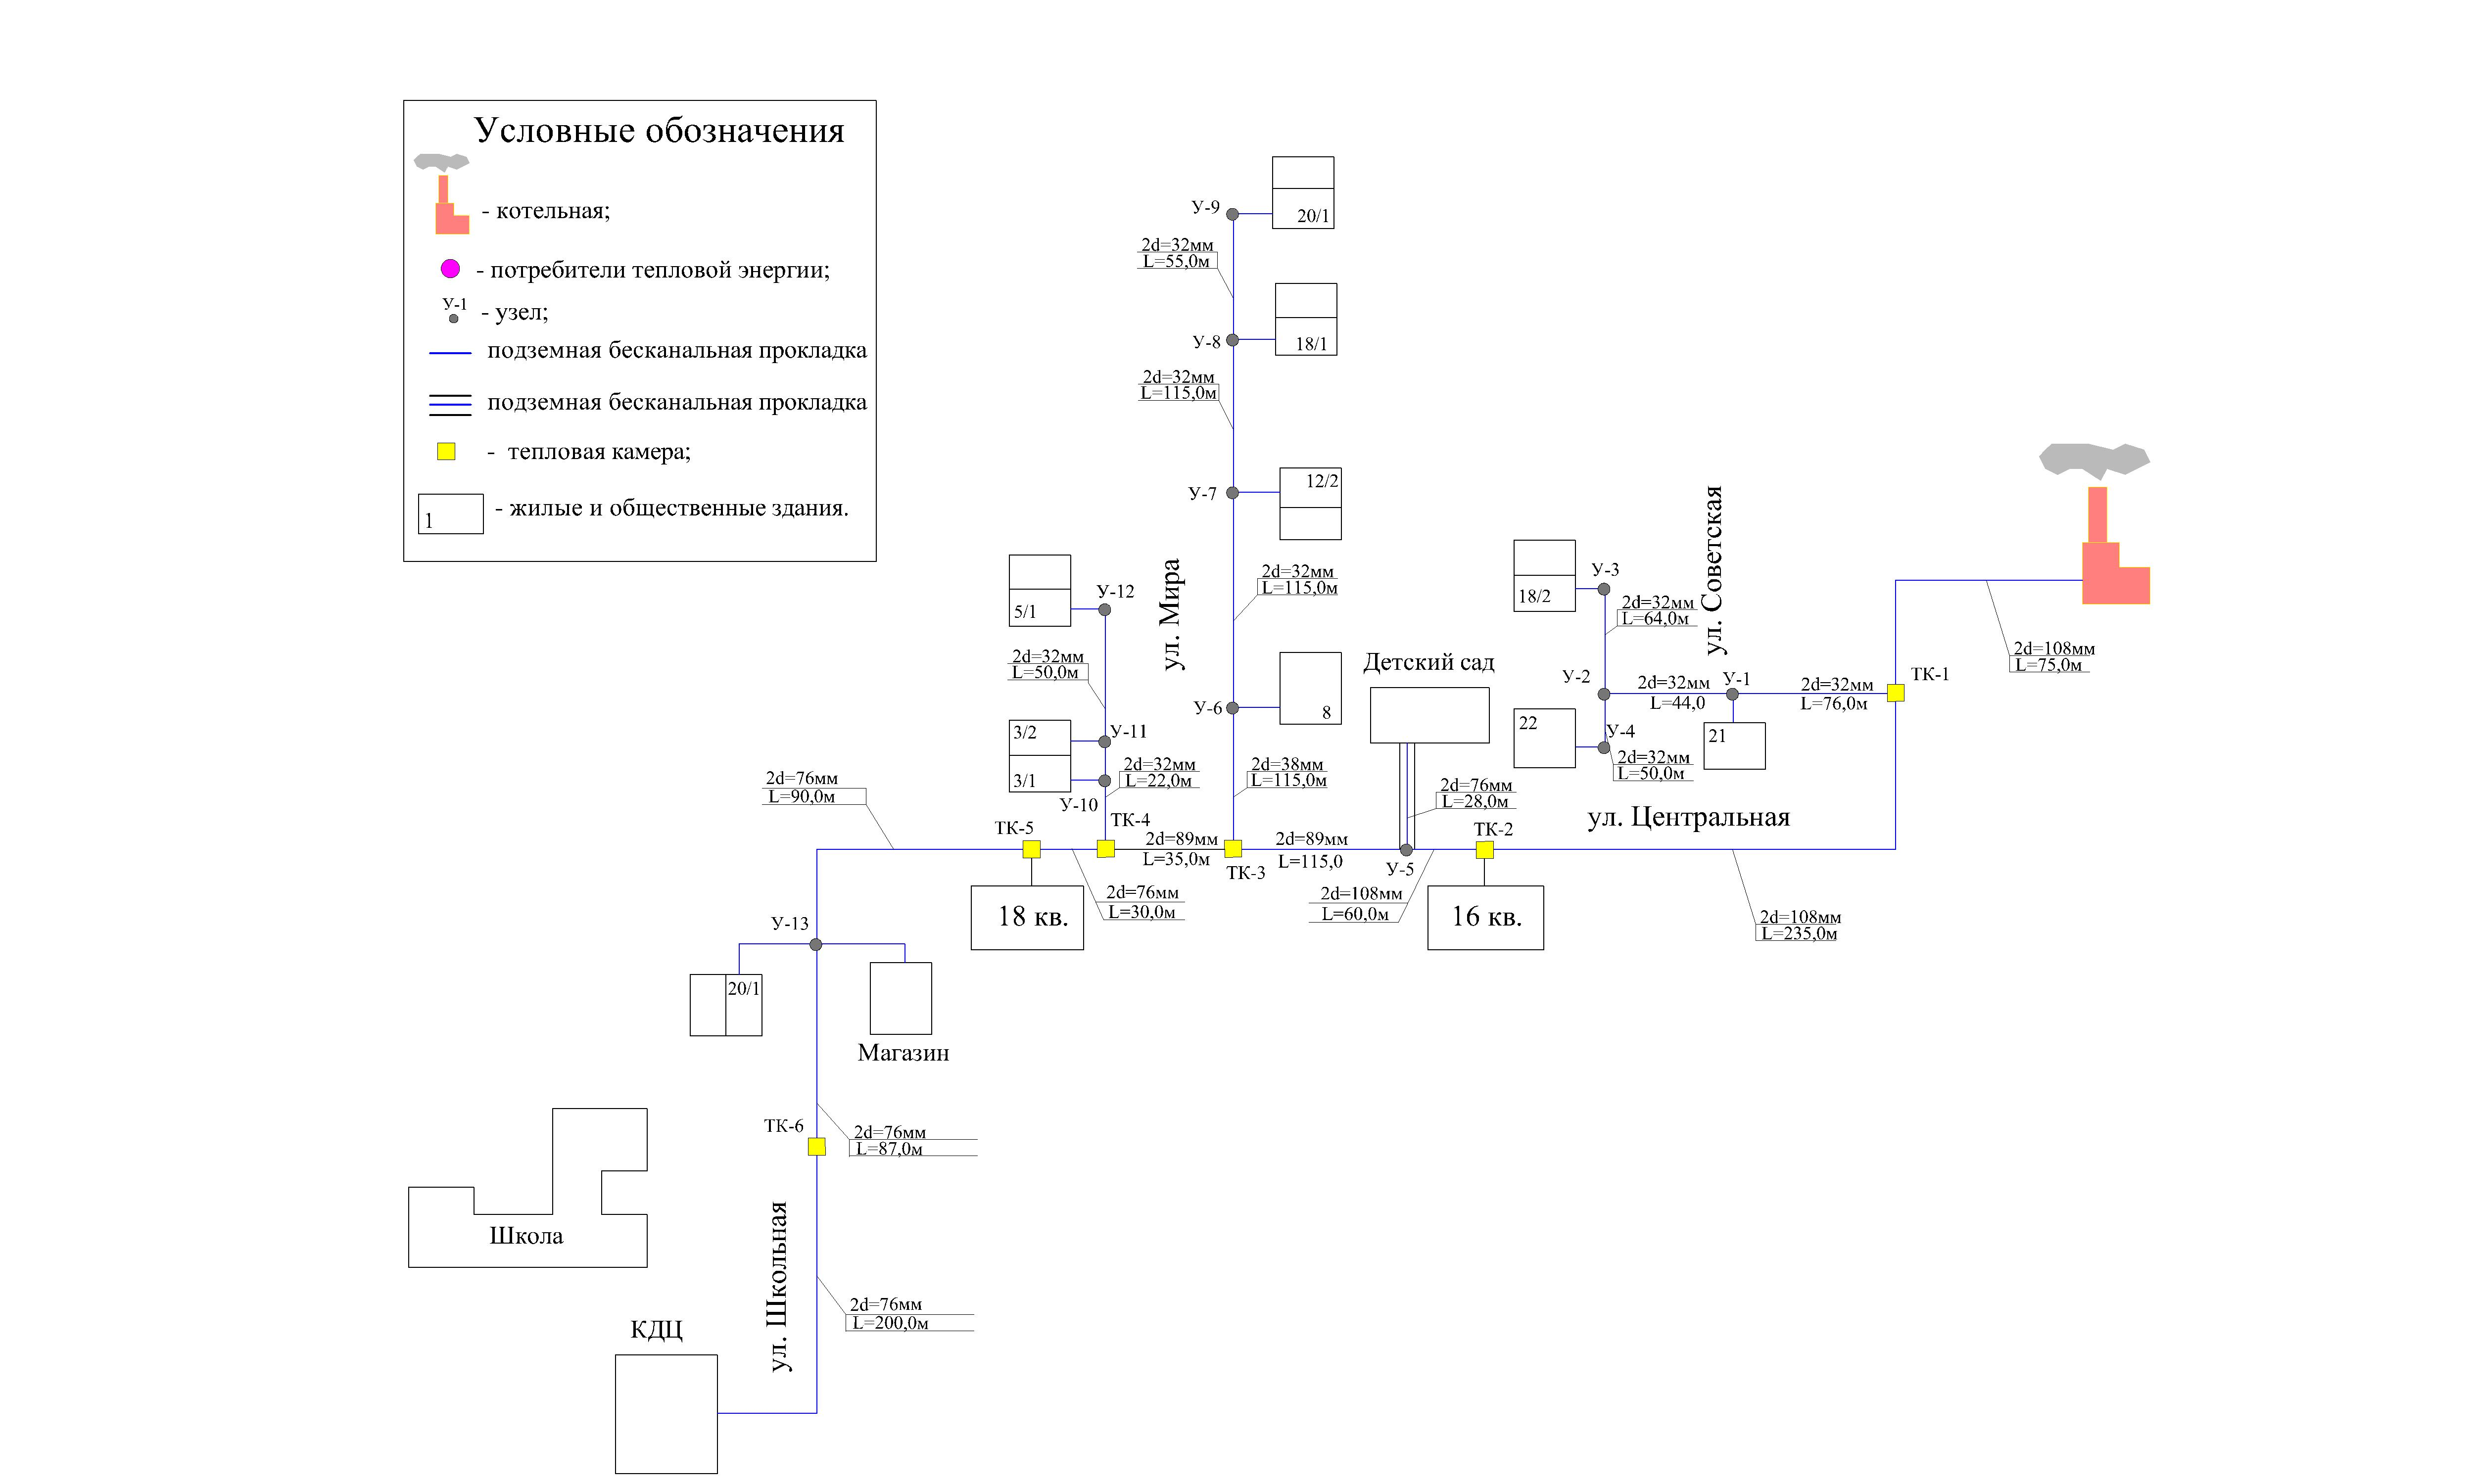 Условные обозначения
- котельная;
- потребители тепловой энергии;
У-1
- узел;
подземная бесканальная прокладка
подземная бесканальная прокладка
- тепловая камера;
1
- жилые и общественные здания.
У-9
20/1
2d=32мм
L=55,0м
У-8
18/1
2d=32мм
L=115,0м
У-7
12/2
2d=32мм
L=115,0м
ул. Мира
У-6
8
2d=38мм
L=115,0м
5/1
У-12
2d=32мм
L=50,0м
3/2
У-11
3/1
У-10
2d=32мм
L=22,0м
Детский сад
2d=76мм
L=28,0м
18/2
У-3
2d=32мм
L=64,0м
ул. Советская
У-2
2d=32мм
L=44,0
У-1
2d=32мм
L=76,0м
ТК-1
2d=108мм
L=75,0м
22
У-4
2d=32мм
L=50,0м
21
ул. Центральная
2d=76мм
L=90,0м
ТК-5
ТК-4
2d=89мм
L=35,0м
ТК-3
2d=89мм
L=115,0
У-5
ТК-2
18 кв.
2d=76мм
L=30,0м
2d=108мм
L=60,0м
16 кв.
2d=108мм
L=235,0м
У-13
20/1
Магазин
ТК-6
2d=76мм
L=87,0м
Школа
ул. Школьная
2d=76мм
L=200,0м
КДЦ